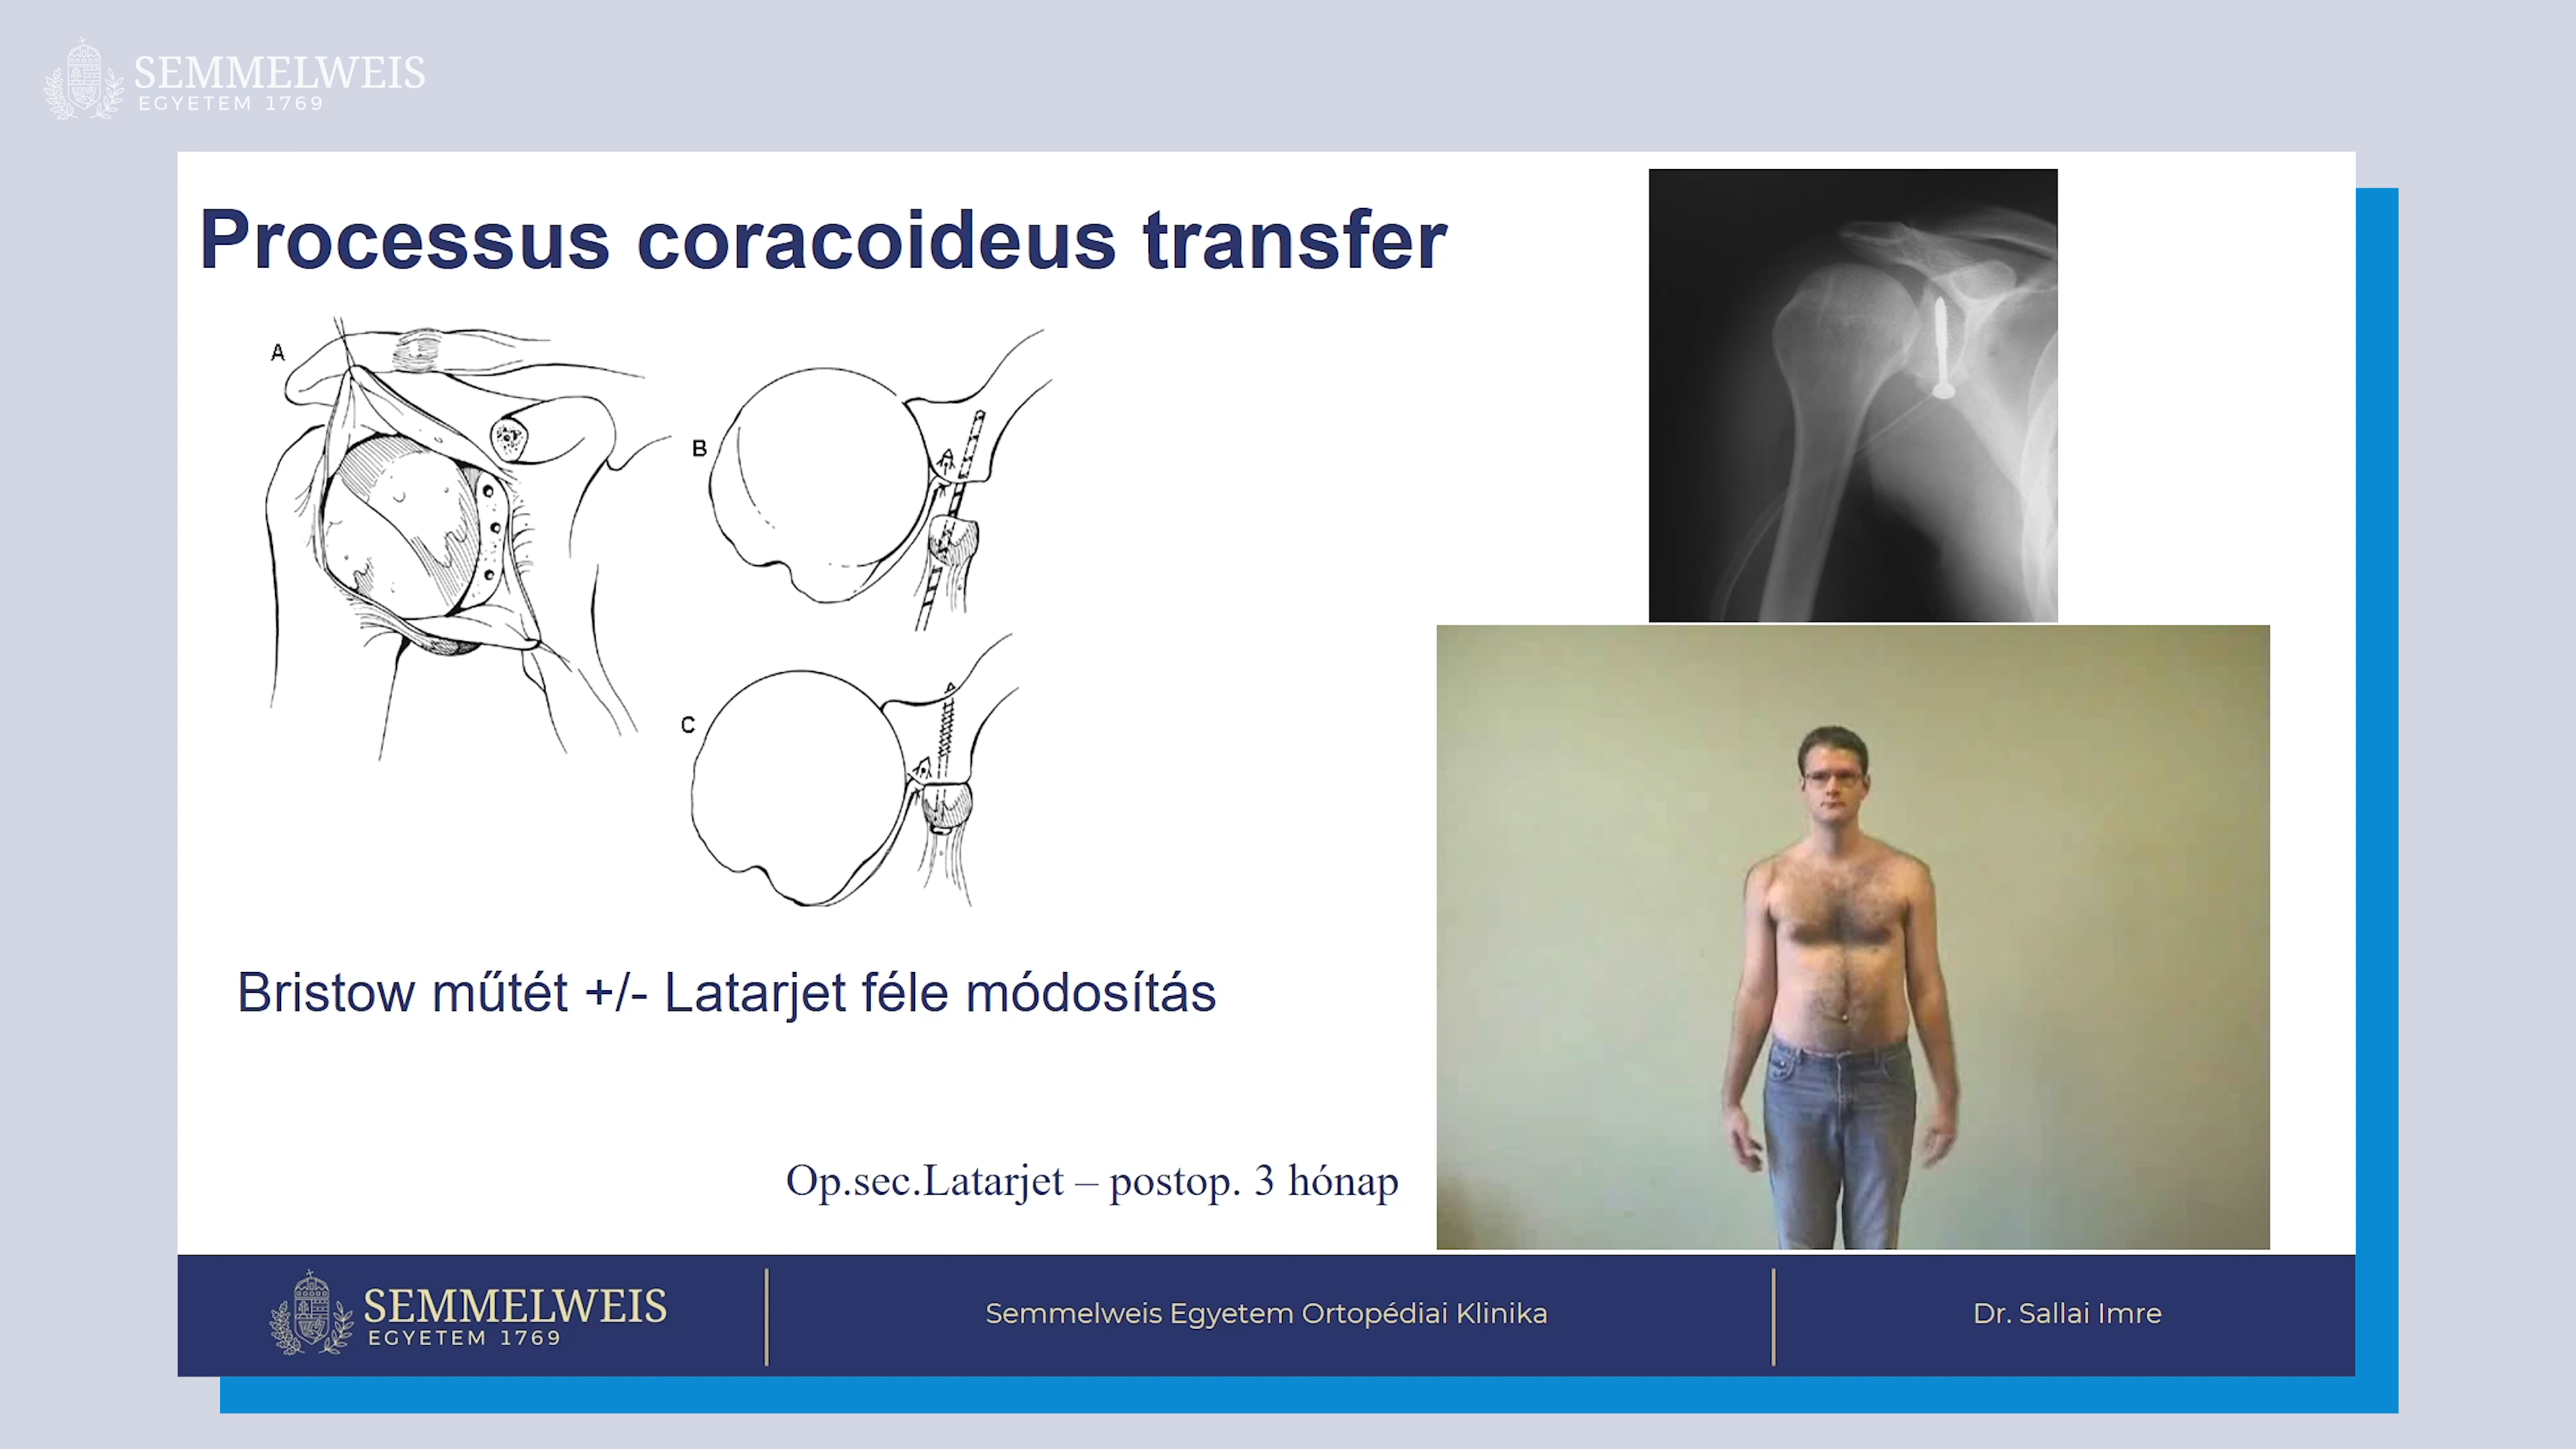 SEMMELWEIS
EGYETEM 1769
Processus coracoideus transfer
A
B
C
Bristow műtét +/- Latarjet féle módosítás
Op.sec.Latarjet – postop. 3 hónap
SEMMELWEIS
EGYETEM 1769
Semmelweis Egyetem Ortopédiai Klinika
Dr. Sallai Imre